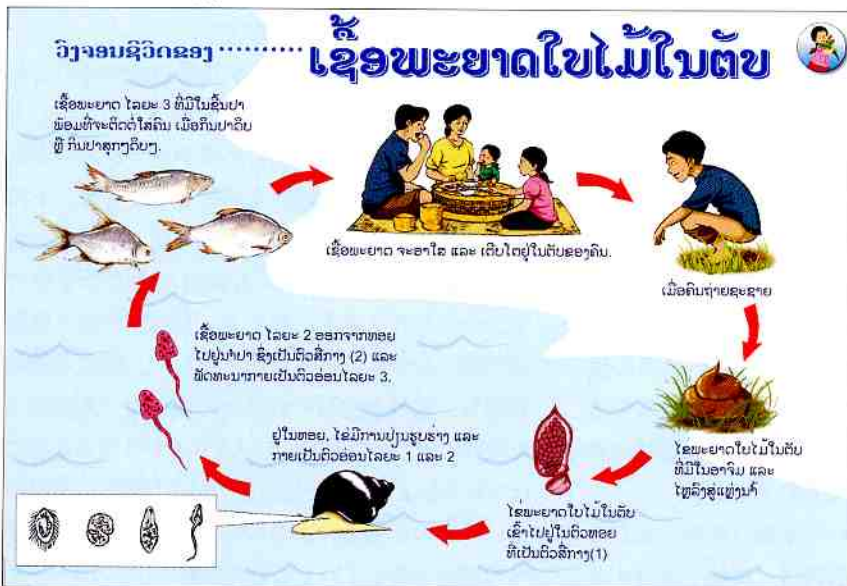 ວົງຈອນຊີວິດຂອງ ··········· ເຊື້ອພະຍາດໃບໄມ້ໃນຕັບ
ເຊື້ອພະຍາດ ໄລຍະ 3 ທີ່ມີໃນຊີ້ນປາ
ພ້ອມທີ່ຈະຕິດຕໍ່ໃສ່ຄົນ ເມື່ອກິນປາດິບ
ຫຼື ກິນປາສຸກໆດິບໆ.
ເຊື້ອພະຍາດ ຈະອາໃສ ແລະ ເຕີບໂຕຢູ່ໃນຕັບຂອງຄົນ.
ເມື່ອຄົນຖ່າຍຊະຊາຍ
ໄຂ່ພະຍາດໃບໄມ້ໃນຕັບ
ທີ່ມີໃນອາຈົມ ແລະ
ໄຫຼລົງສູ່ແຫຼ່ງນ້ຳ
ໄຂ່ພະຍາດໃບໄມ້ໃນຕັບ
ເຂົ້າໄປຢູ່ໃນຕົວຫອຍ
ທີ່ເປັນຕົວສື່ກາງ(1)
ຢູ່ໃນຫອຍ, ໄຂ່ມີການປ່ຽນຮູບຮ່າງ ແລະ
ກາຍເປັນຕົວອ່ອນໄລຍະ 1 ແລະ 2
ເຊື້ອພະຍາດ ໄລຍະ 2 ອອກຈາກຫອຍ
ໄປຢູ່ນຳປາ ຊຶ່ງເປັນຕົວສື່ກາງ (2) ແລະ
ພັດທະນາກາຍເປັນຕົວອ່ອນໄລຍະ 3.